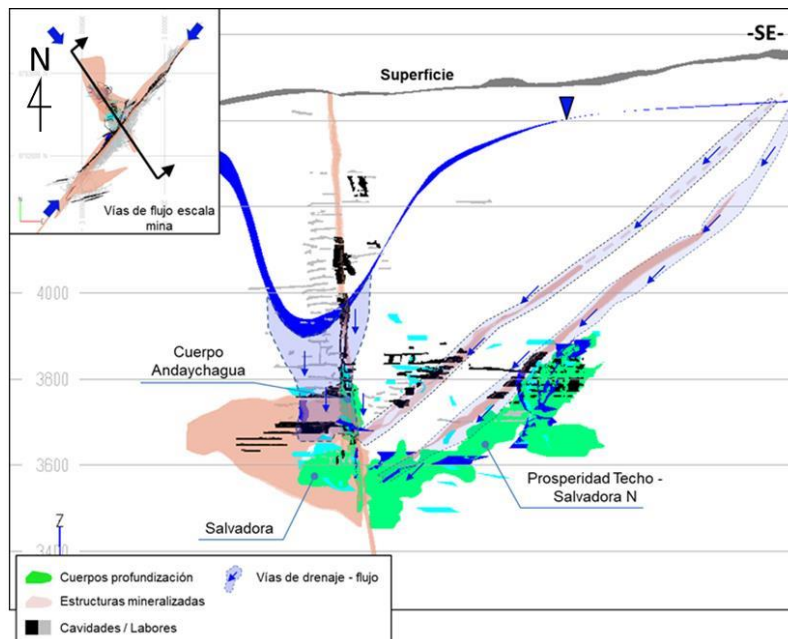 -SE-
Superficie
N
Vías de flujo escala
mina
4000
Cuerpo
Andaychagua
3800
3600
Prosperidad Techo -
Salvadora N
Salvadora
Z
3400
Cuerpos profundización
Vías de drenaje - flujo
Estructuras mineralizadas
Cavidades / Labores